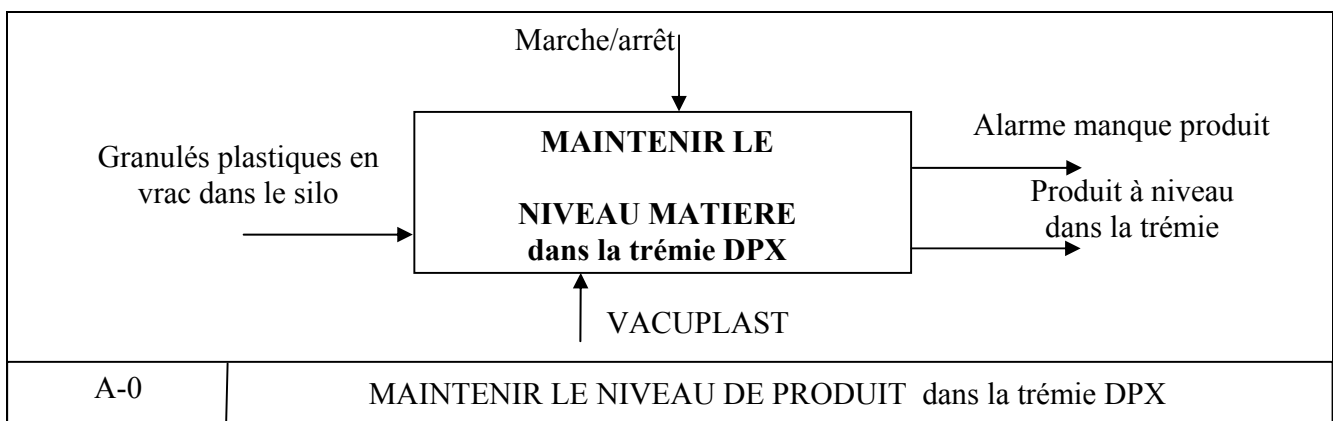 Marche/arrêt
Granulés plastiques en
vrac dans le silo
MAINTENIR LE
NIVEAU MATIERE
dans la trémie DPX
Alarme manque produit
Produit à niveau
dans la trémie
VACUPLAST
A-0
MAINTENIR LE NIVEAU DE PRODUIT dans la trémie DPX